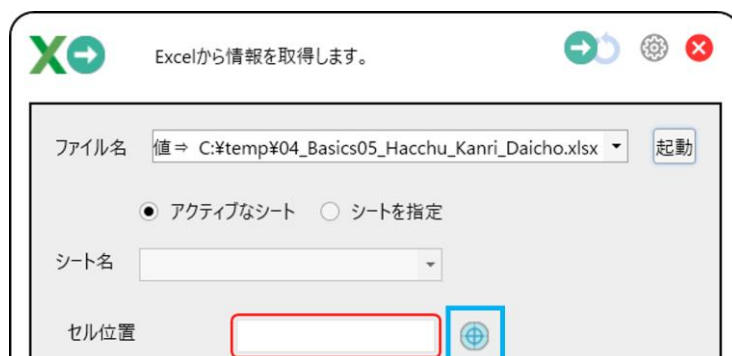 Excelから情報を取得します。
ファイル名 値⇒ C:¥temp¥04_Basics05_Hacchu_Kanri_Daicho.xlsx 起動
アクティブなシート シートを指定
シート名
セル位置